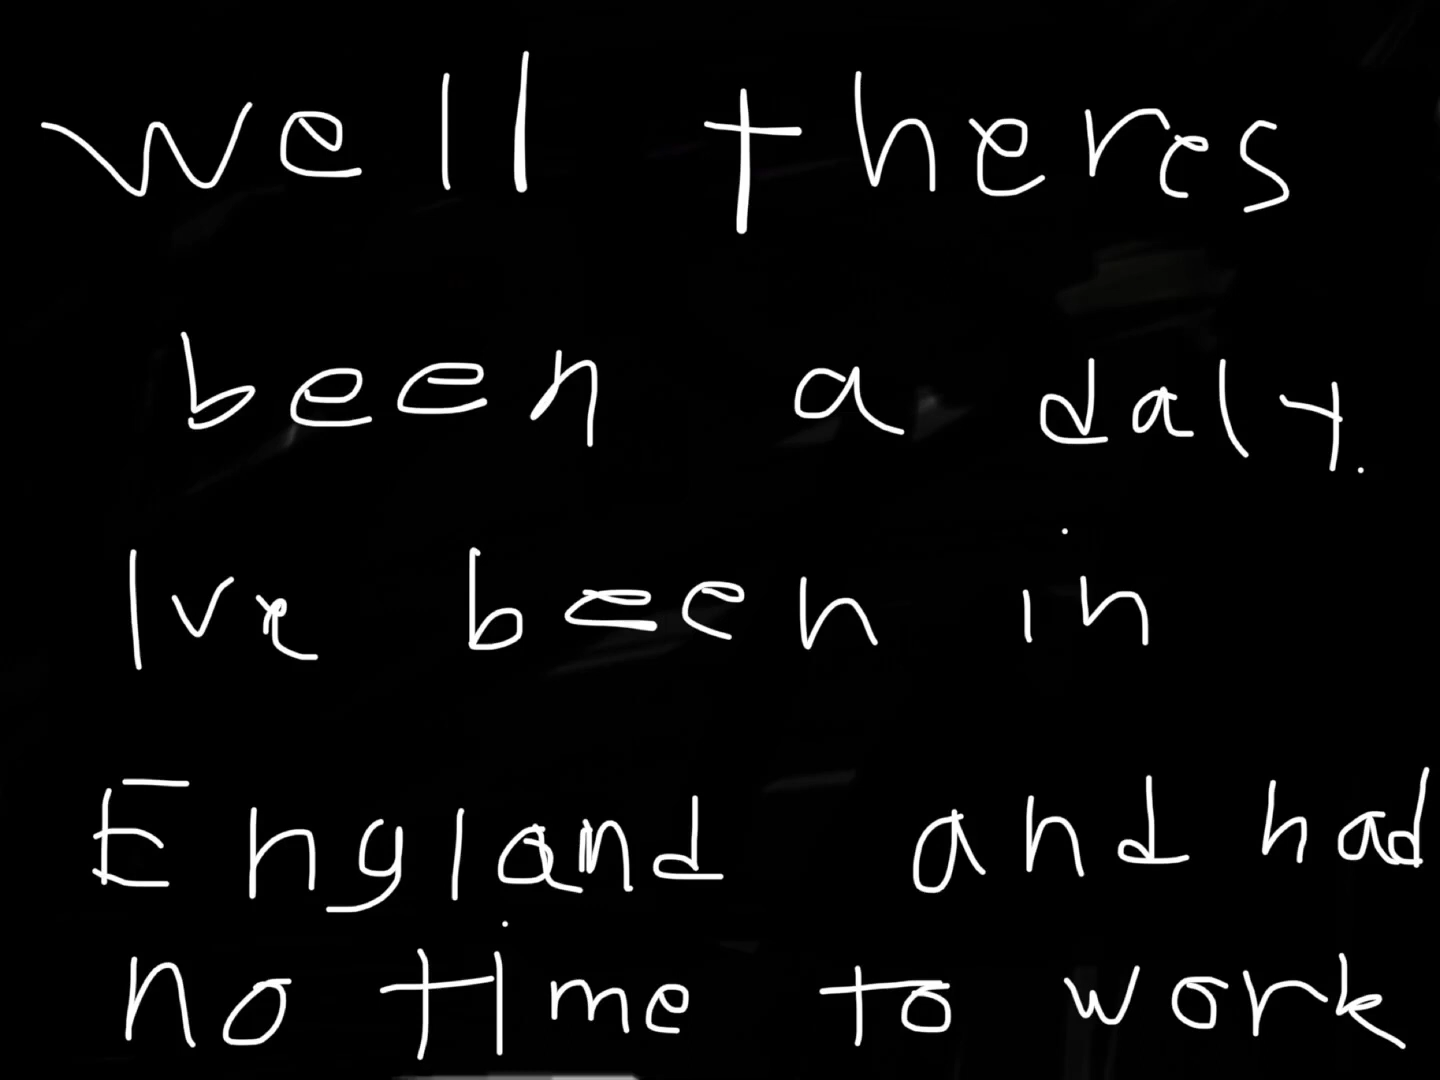 well theres
been a daly.
Ive been in
England and had
no time to work